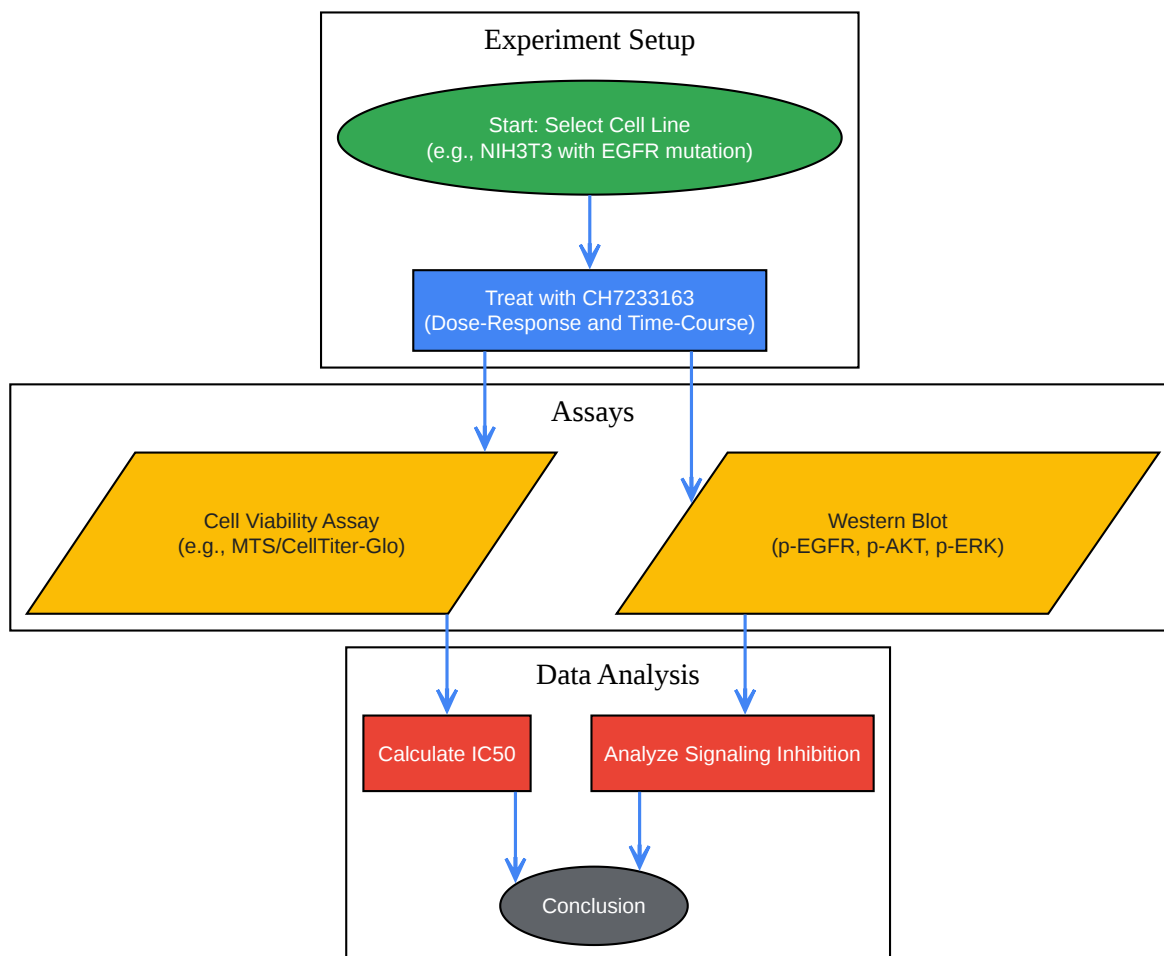 Experiment Setup
Start: Select Cell Line
(e.g., NIH3T3 with EGFR mutation)
Treat with CH7233163
(Dose-Response and Time-Course)
Assays
Cell Viability Assay
(e.g., MTS/CellTiter-Glo)
Western Blot
(p-EGFR, p-AKT, p-ERK)
Data Analysis
Calculate IC50
Analyze Signaling Inhibition
Conclusion